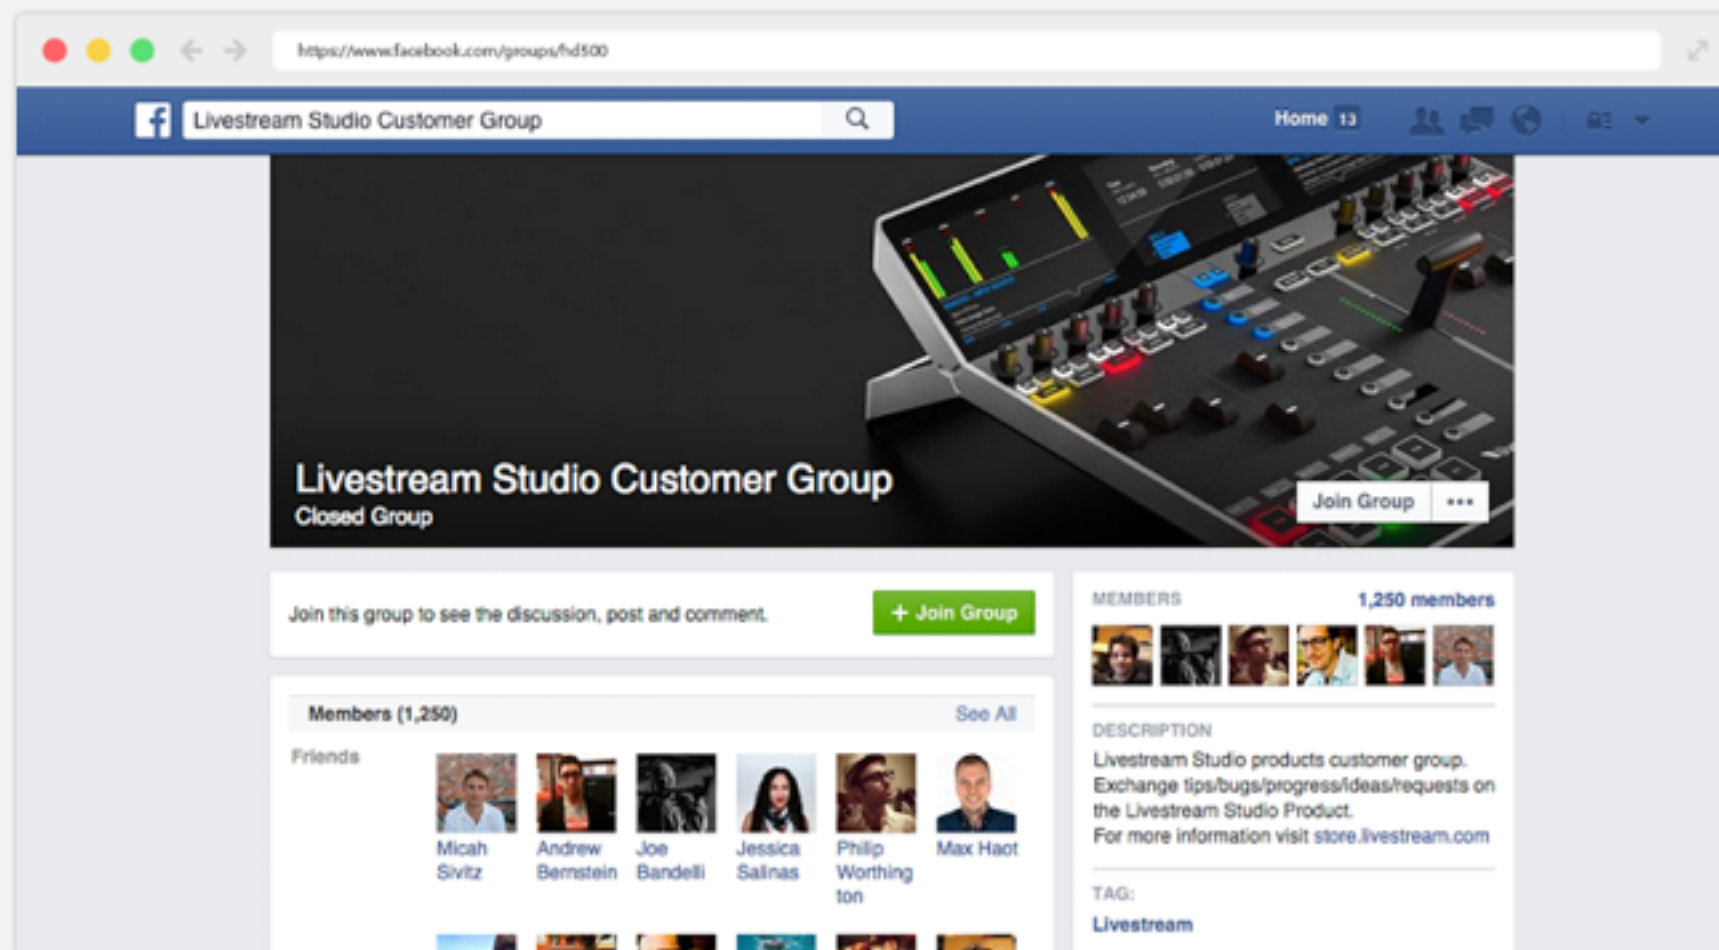 https://www.facebook.com/groups/hd500
Livestream Studio Customer Group
Home 13
Livestream Studio Customer Group
Closed Group
Join Group
Join this group to see the discussion, post and comment.
+ Join Group
MEMBERS 1,250 members
Members (1,250) See All
Friends
Micah
Sivitz
Andrew
Bernstein
Joe
Bandelli
Jessica
Salinas
Philip
Worthing
ton
Max Haot
DESCRIPTION
Livestream Studio products customer group.
Exchange tips/bugs/progress/ideas/requests on
the Livestream Studio Product.
For more information visit store.livestream.com
TAG:
Livestream